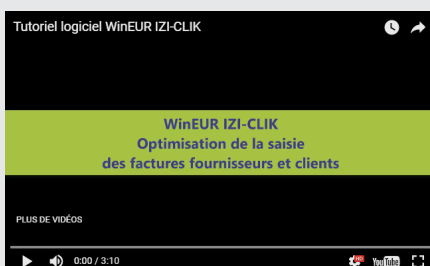 Tutoriel logiciel WinEUR IZI-CLIK
WinEUR IZI-CLIK
Optimisation de la saisie
des factures fournisseurs et clients
PLUS DE VIDÉOS
0:00 / 3:10
HD
YouTube